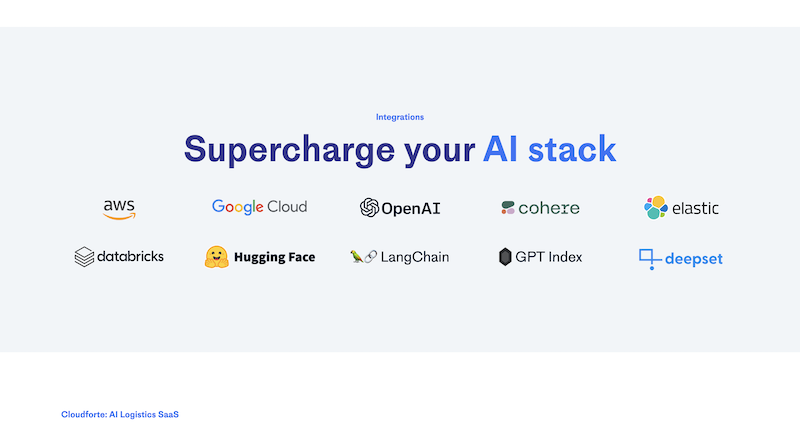 Integrations
Supercharge your AI stack
aws Google Cloud OpenAI cohere elastic
databricks Hugging Face LangChain GPT Index deepset
Cloudforte: AI Logistics SaaS